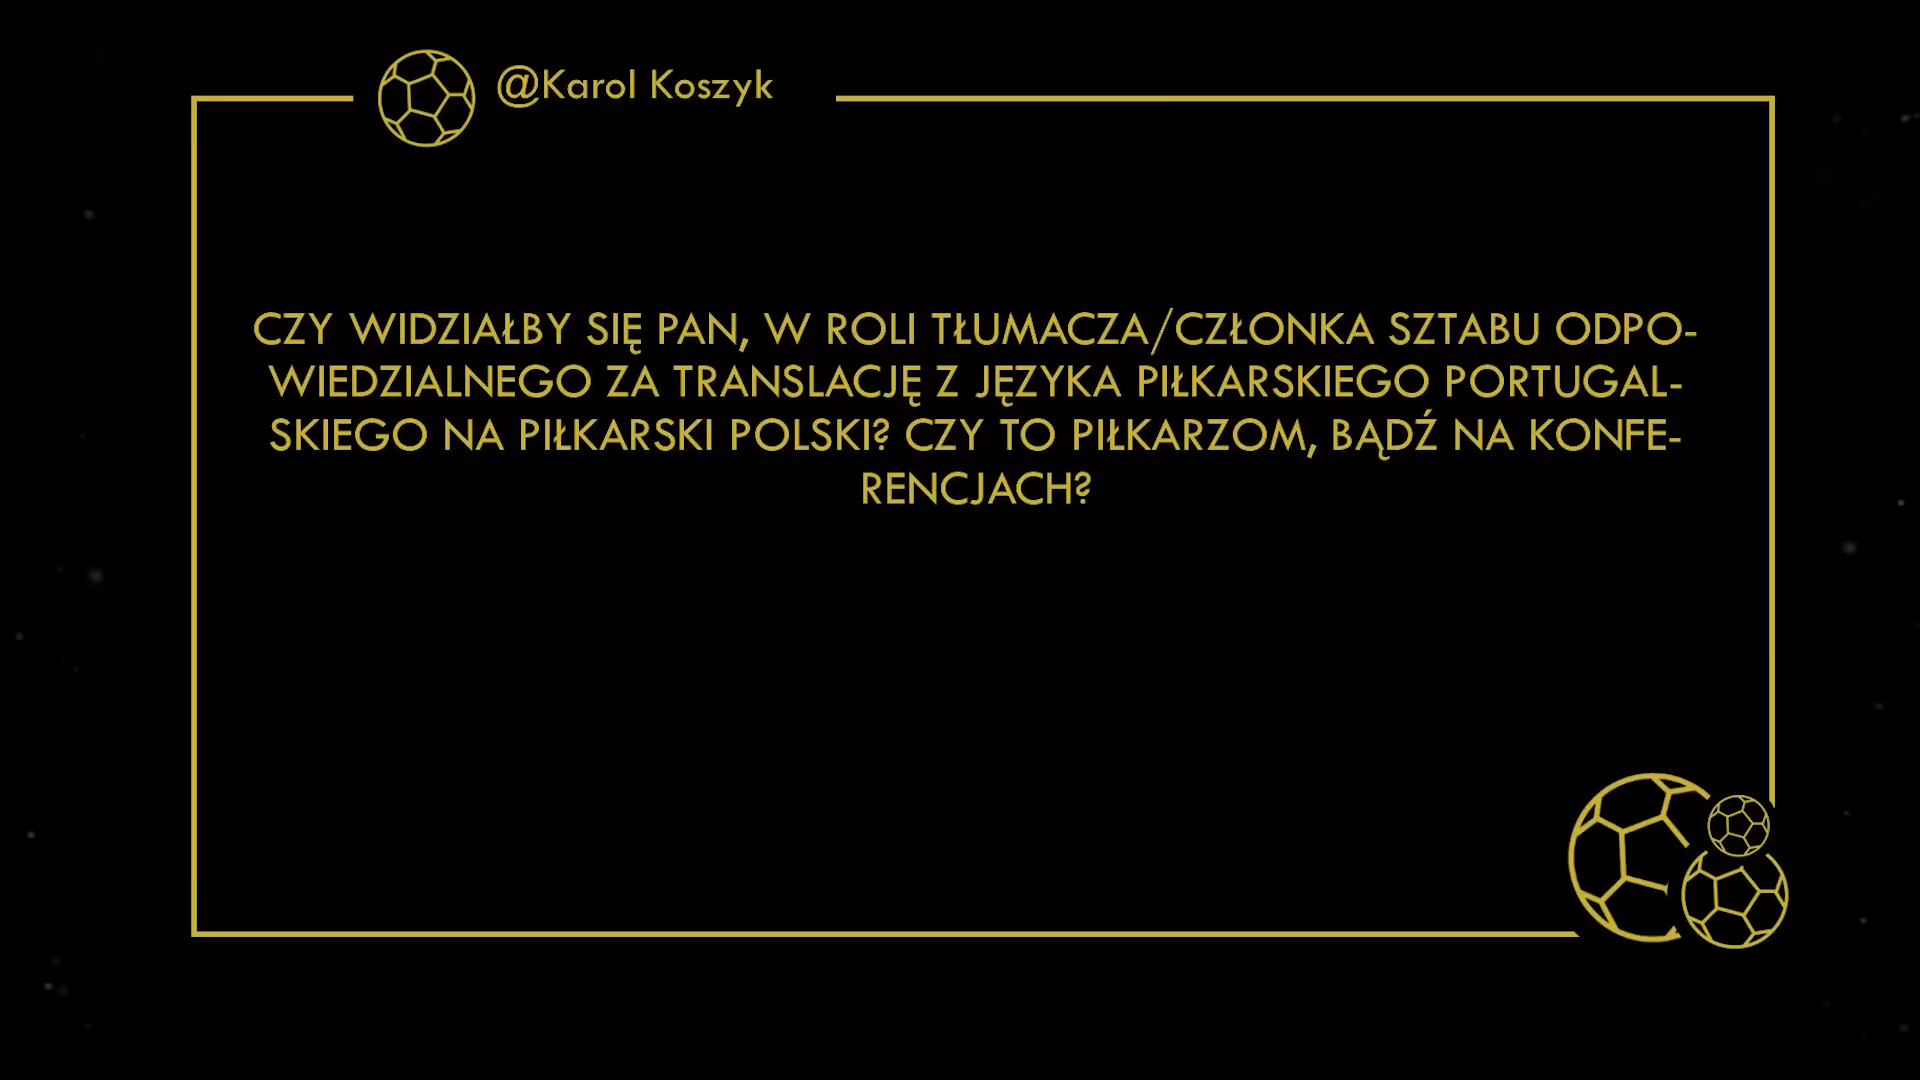 @Karol Koszyk
CZY WIDZIAŁBY SIĘ PAN, W ROLI TŁUMACZA/CZŁONKA SZTABU ODPO-
WIEDZIALNEGO ZA TRANSLACJĘ Z JĘZYKA PIŁKARSKIEGO PORTUGAL-
SKIEGO NA PIŁKARSKI POLSKI? CZY TO PIŁKARZOM, BĄDŹ NA KONFE-
RENCJACH?